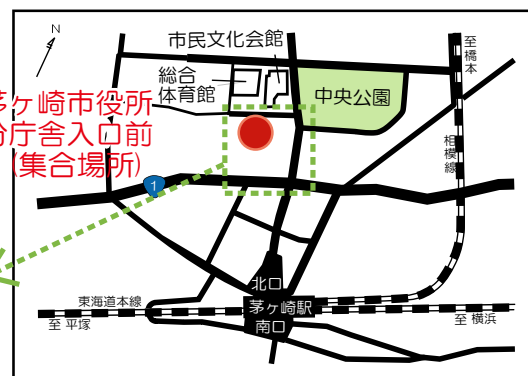 N
市民文化会館
至橋本
総合
体育館
中央公園
茅ヶ崎市役所
分庁舎入口前
(集合場所)
相模線
1
北口
東海道本線
茅ヶ崎駅
至 平塚
南口
至 横浜